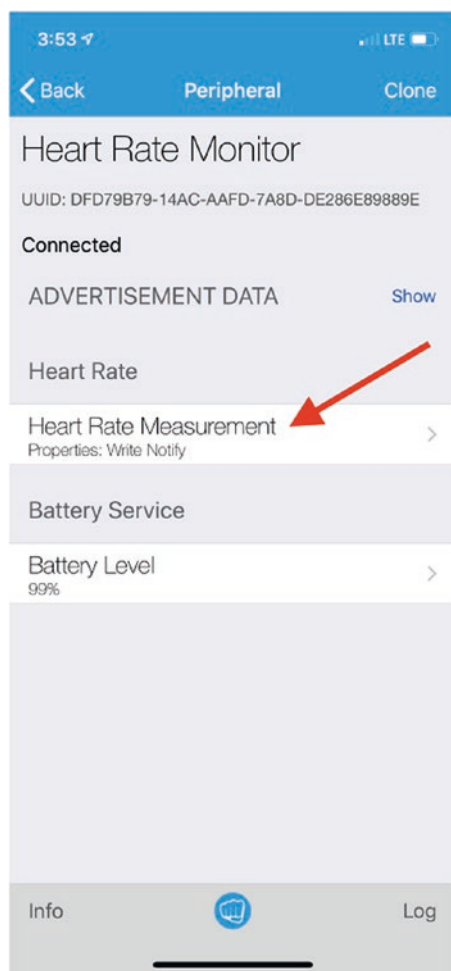 3:53
LTE
Back
Peripheral
Clone
Heart Rate Monitor
UUID: DFD79B79-14AC-AAFD-7A8D-DE286E89889E
Connected
ADVERTISEMENT DATA
Show
Heart Rate
Heart Rate Measurement
Properties: Write Notify
Battery Service
Battery Level
99%
Info
Log